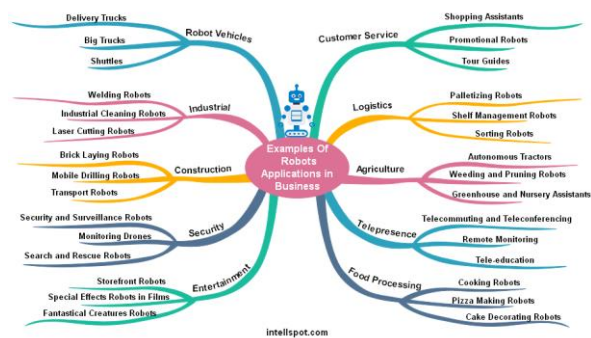 Delivery Trucks
Big Trucks
Shuttles
Robot Vehicles
Welding Robots
Industrial Cleaning Robots
Laser Cutting Robots
Industrial
Brick Laying Robots
Mobile Drilling Robots
Transport Robots
Construction
Security and Surveillance Robots
Monitoring Drones
Search and Rescue Robots
Security
Storefront Robots
Special Effects Robots in Films
Fantastical Creatures Robots
Entertainment
Examples Of
Robots
Applications in
Business
Customer Service
Shopping Assistants
Promotional Robots
Tour Guides
Logistics
Palletizing Robots
Shelf Management Robots
Sorting Robots
Agriculture
Autonomous Tractors
Weeding and Pruning Robots
Greenhouse and Nursery Assistants
Telepresence
Telecommuting and Teleconferencing
Remote Monitoring
Tele-education
Food Processing
Cooking Robots
Pizza Making Robots
Cake Decorating Robots
intellspot.com